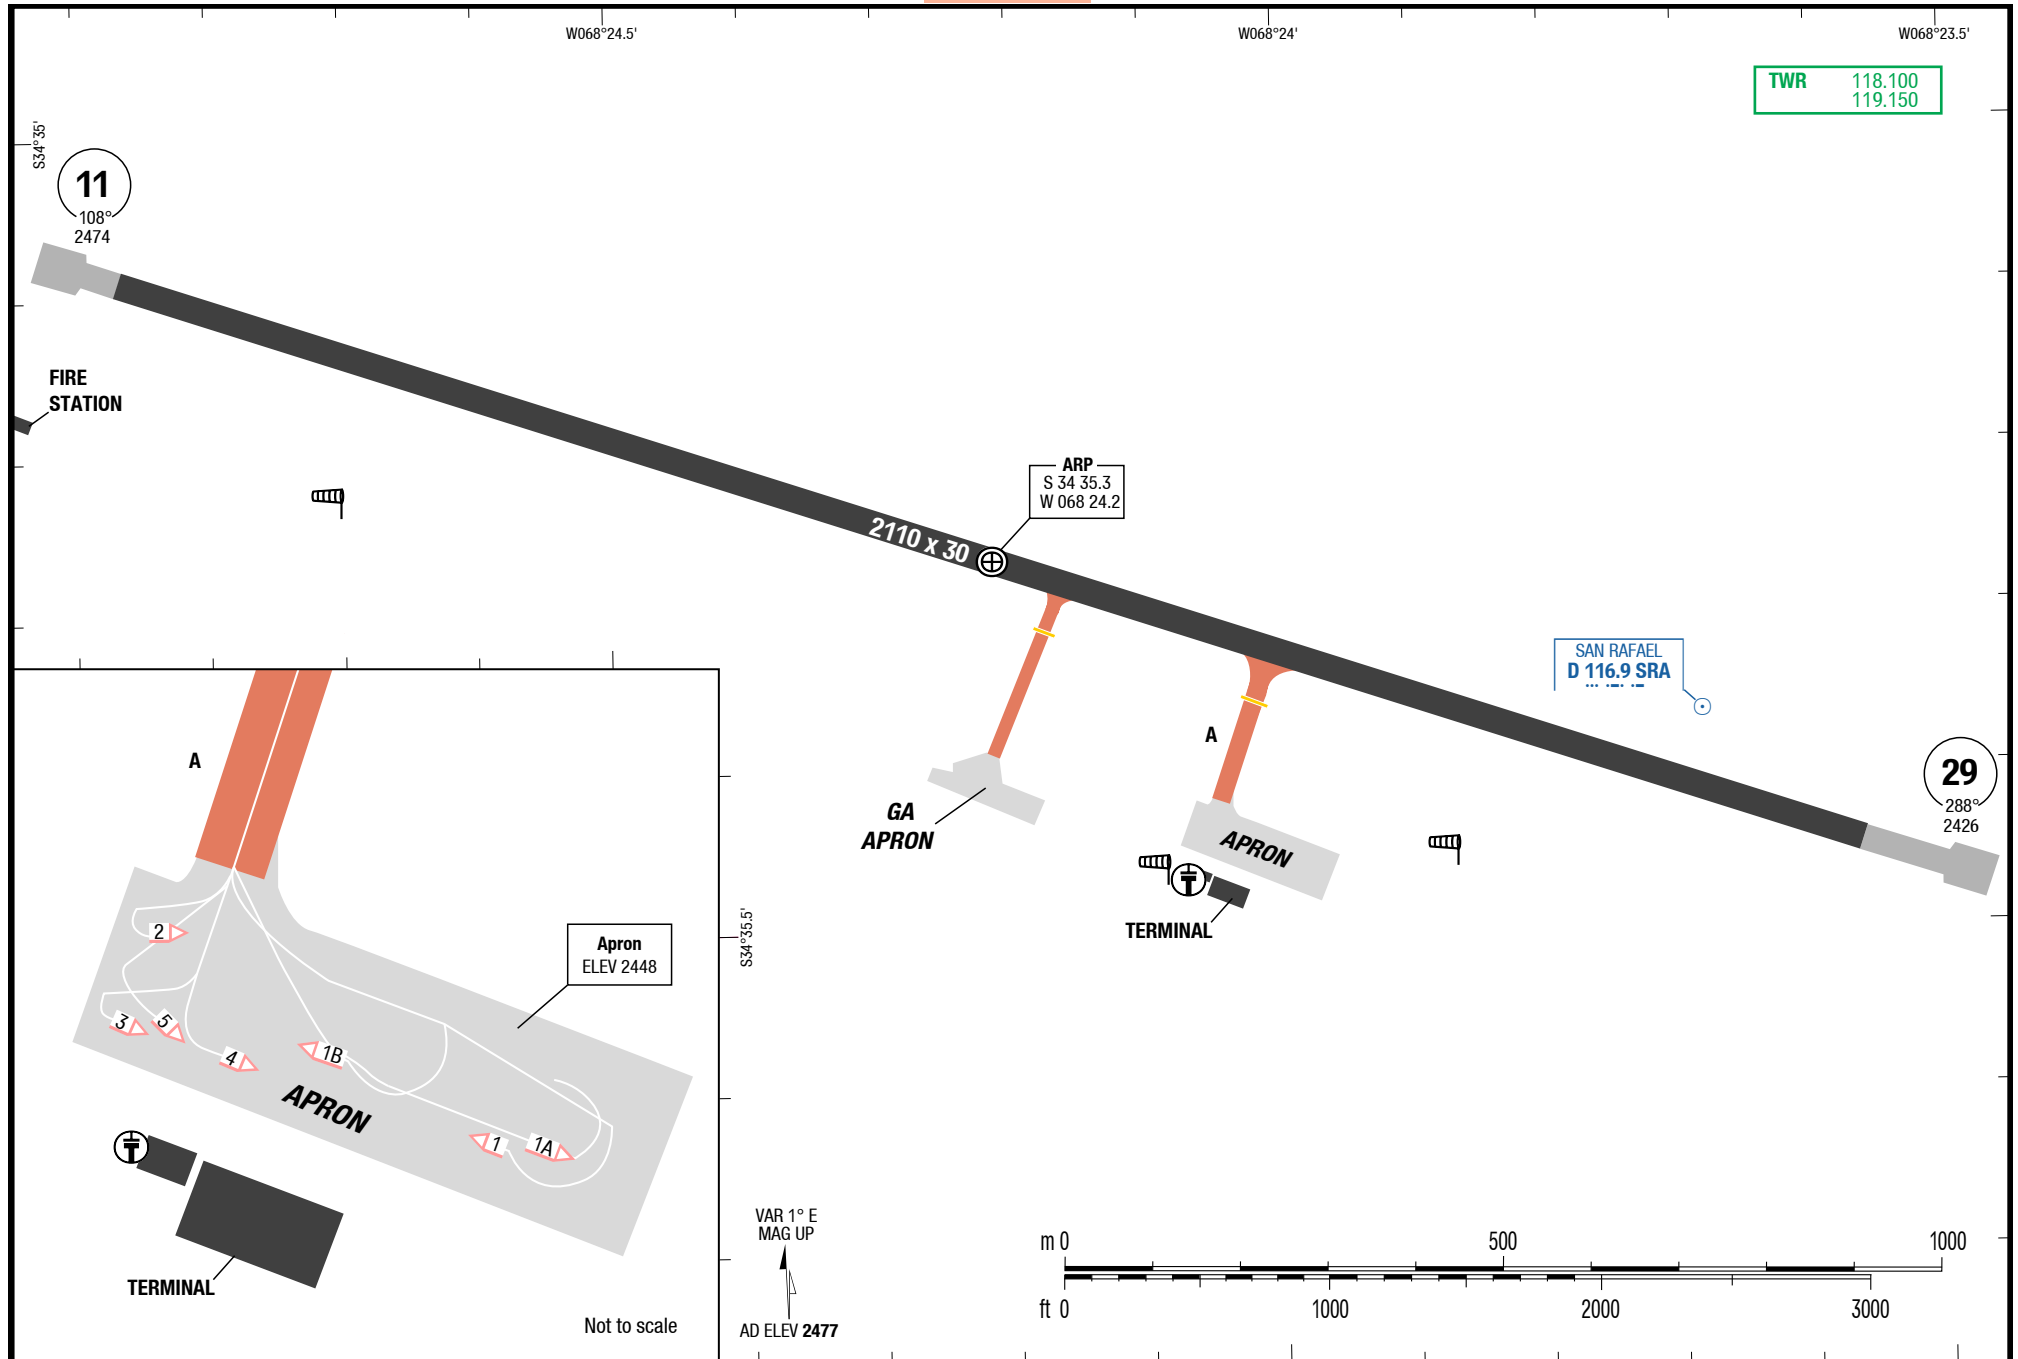 W068°24.5'
W068°24'
W068°23.5'
TWR 118.100
119.150
S34°35'
11
108°
2474
FIRE
STATION
ARP
S 34 35.3
W 068 24.2
2110 x 30
SAN RAFAEL
D 116.9 SRA
29
288°
2426
A
GA
APRON
APRON
TERMINAL
S34°35.5'
A
2
Apron
ELEV 2448
3
5
4
1B
APRON
1
1A
TERMINAL
Not to scale
VAR 1° E
MAG UP
AD ELEV 2477
m 0 500 1000
ft 0 1000 2000 3000